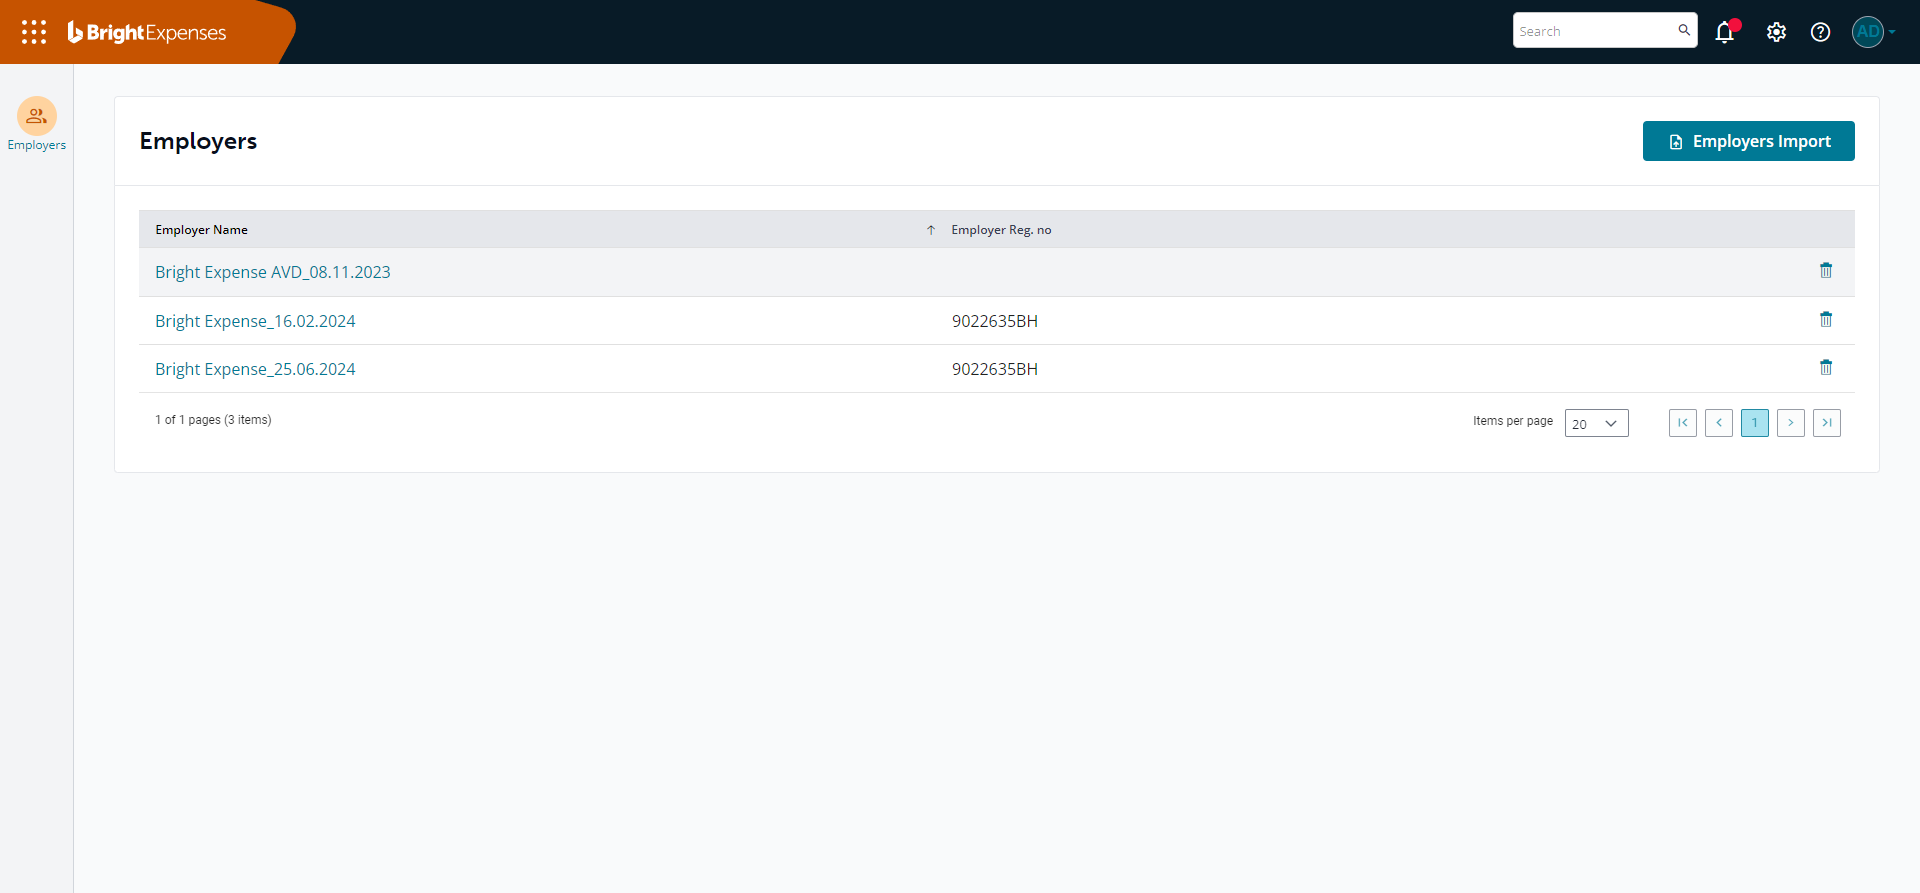 BrightExpenses
Search
AD
Employers
Employers
Employers Import
Employer Name
Employer Reg. no
Bright Expense AVD_08.11.2023
Bright Expense_16.02.2024 9022635BH
Bright Expense_25.06.2024 9022635BH
1 of 1 pages (3 items)
Items per page 20 1